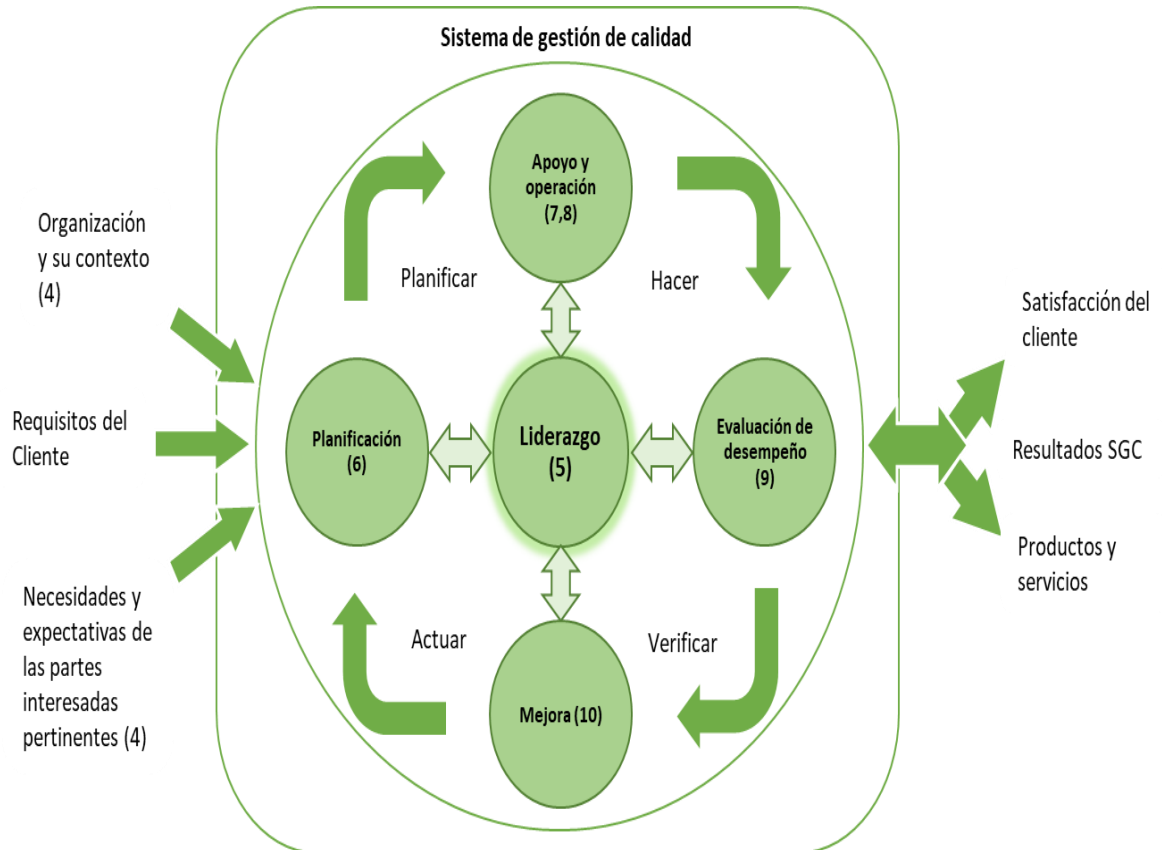 Sistema de gestión de calidad
Apoyo y
operación
(7,8)
Organización
y su contexto
(4)
Planificar
Hacer
Satisfacción del
cliente
Requisitos del
Cliente
Planificación
(6)
Liderazgo
(5)
Evaluación de
desempeño
(9)
Resultados SGC
Productos y
servicios
Necesidades y
expectativas de
las partes
interesadas
pertinentes (4)
Actuar
Verificar
Mejora (10)